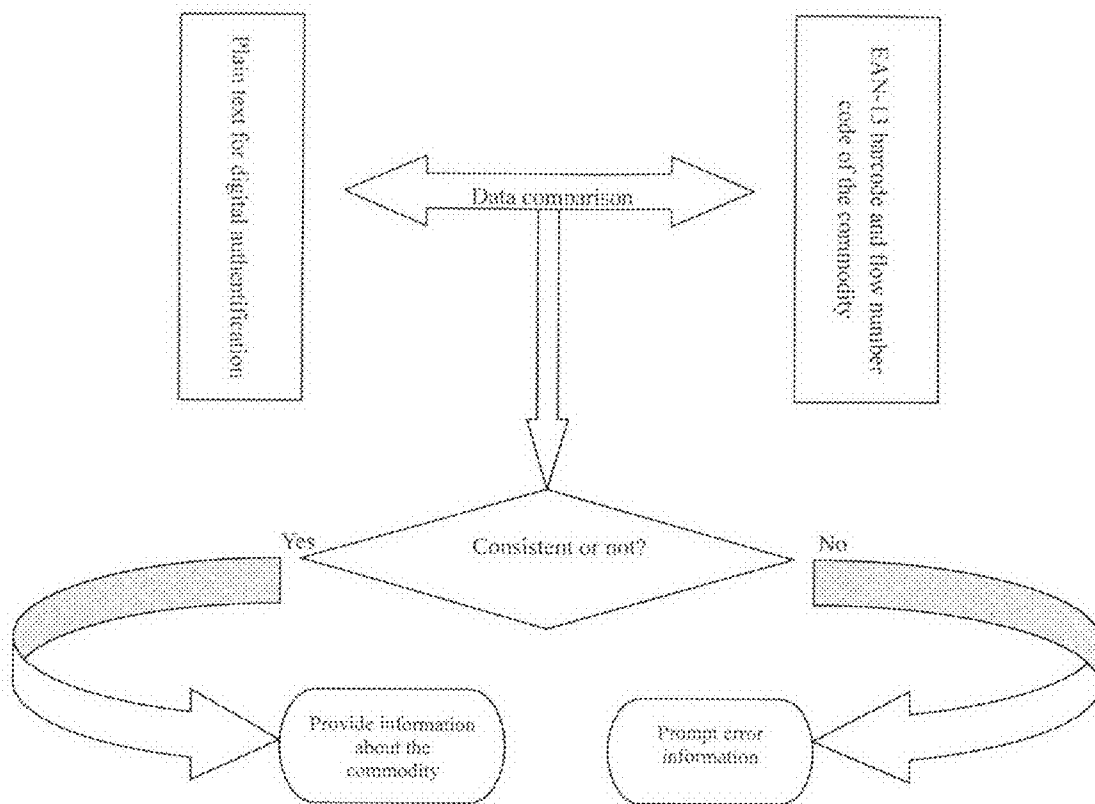 Plain text for digital authentification
EAN-13 barcode and flow number
code of the commodity
Data comparison
Consistent or not?
Yes
No
Provide information
about the
commodity
Prompt error
information